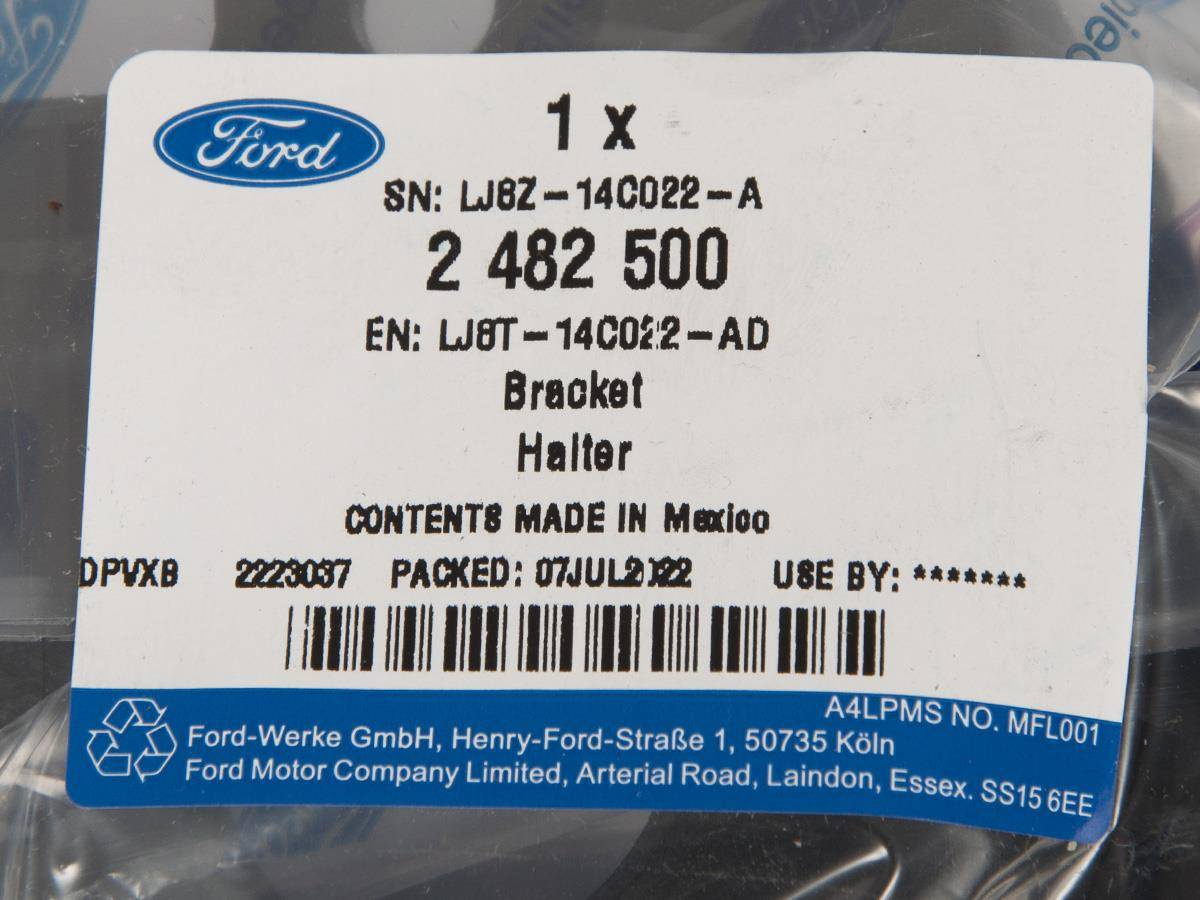 Ford
1 x
SN: LJ8Z-14C022-A
2 482 500
EN: LJ8T-14C022-AD
Bracket
Halter
CONTENTS MADE IN Mexico
DPVXB 2223037 PACKED: 07JUL2022 USE BY: *******
A4LPMS NO. MFL001
Ford-Werke GmbH, Henry-Ford-Straße 1, 50735 Köln
Ford Motor Company Limited, Arterial Road, Laindon, Essex. SS15 6EE